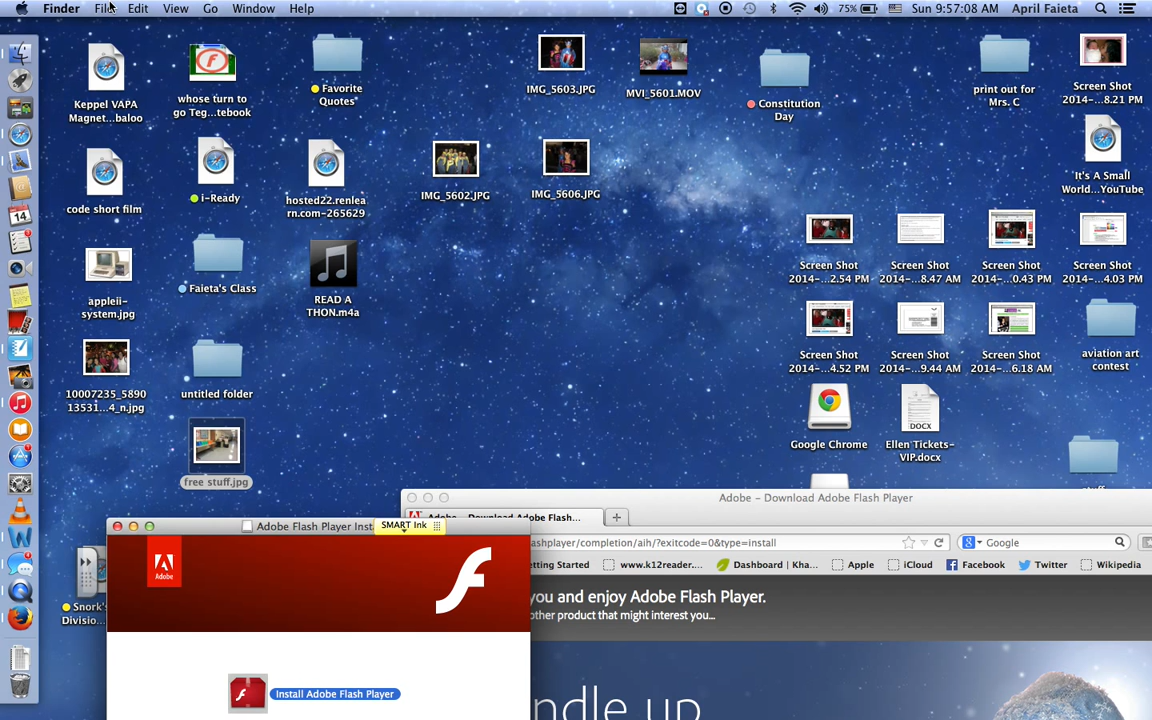 Finder File Edit View Go Window Help 75% Sun 9:57:08 AM April Faieta
Keppel VAPA
Magnet...baloo
whose turn to
go Teg...tebook
Favorite
Quotes
IMG_5603.JPG
MVI_5601.MOV
Constitution
Day
print out for
Mrs. C
Screen Shot
2014-...8.21 PM
code short film
i-Ready
hosted22.renlea
rn.com-265629
IMG_5602.JPG
IMG_5606.JPG
It's A Small
World...YouTube
14
appleii-
system.jpg
Faieta's Class
READ A
THON.m4a
Screen Shot
2014-...2.54 PM
Screen Shot
2014-...8.47 AM
Screen Shot
2014-...0.43 PM
Screen Shot
2014-...4.03 PM
10007235_5890
13531...4_n.jpg
untitled folder
Screen Shot
2014-...4.52 PM
Screen Shot
2014-...9.44 AM
Screen Shot
2014-...6.18 AM
aviation art
contest
free stuff.jpg
Google Chrome
DOCX
Ellen Tickets-
VIP.docx
stuff
Snork's
Divisio...
Adobe – Download Adobe Flash Player
Adobe – Download Adobe Flash...
flashplayer/completion/aih/?exitcode=0&type=install
Google
etting Started www.k12reader.... Dashboard | Kha... Apple iCloud Facebook Twitter Wikipedia
you and enjoy Adobe Flash Player.
other product that might interest you...
ndle up
Adobe Flash Player Insta
SMART Ink
Adobe
Install Adobe Flash Player